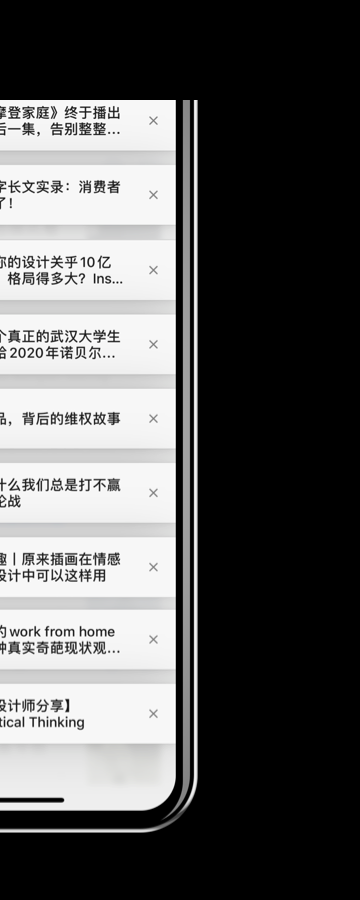 摩登家庭》终于播出
后一集，告别整整...
字长文实录：消费者
了！
你的设计关乎10亿
格局得多大？Ins...
个真正的武汉大学生
给2020年诺贝尔...
品，背后的维权故事
什么我们总是打不赢
论战
趣丨原来插画在情感
设计中可以这样用
的work from home
种真实奇葩现状观...
设计师分享】
tical Thinking